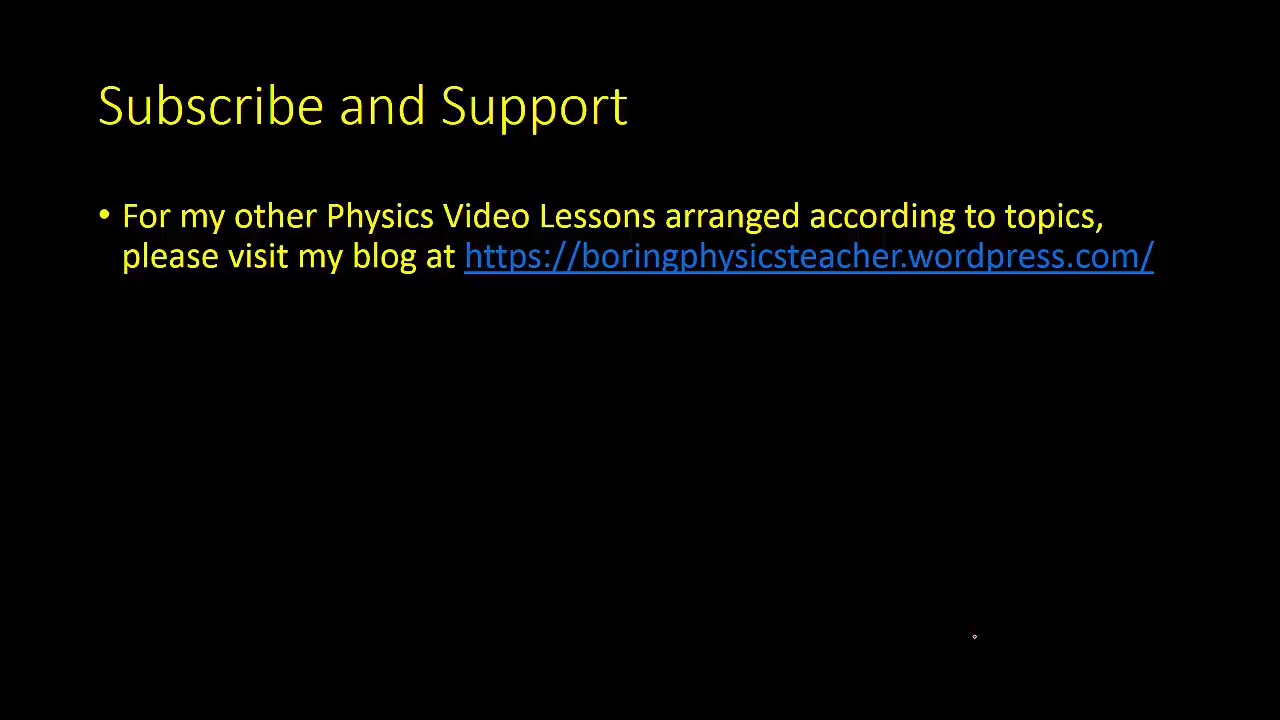 Subscribe and Support
• For my other Physics Video Lessons arranged according to topics,
please visit my blog at https://boringphysicsteacher.wordpress.com/